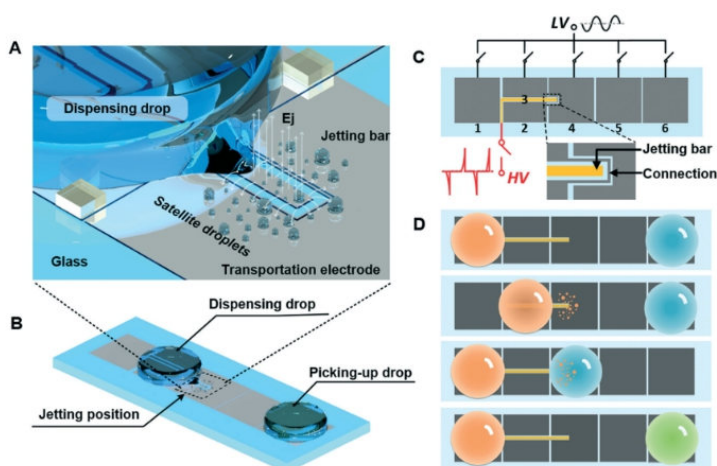 A
Dispensing drop
Ej
Jetting bar
Satellite droplets
Glass
Transportation electrode
B
Dispensing drop
Picking-up drop
Jetting position
C
LV
3
1 2 4 5 6
HV
Jetting bar
Connection
D